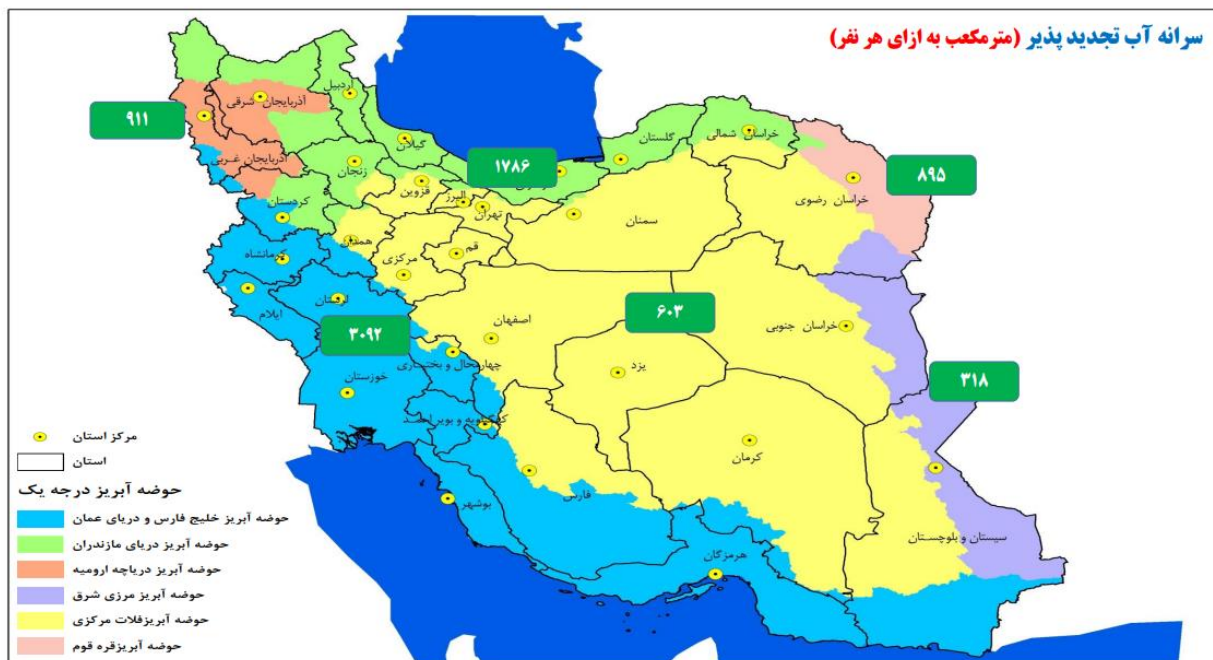 سرانه آب تجدید پذیر (مترمکعب به ازای هر نفر)
اردبیل
آذربایجان شرقی
۹۱۱
آذربایجان غربی
گیلان
زنجان
گلستان
خراسان شمالی
۱۷۸۶
۸۹۵
خراسان رضوی
قزوین
البرز
تهران
سمنان
کردستان
همدان
قم
مرکزی
کرمانشاه
لرستان
ایلام
اصفهان
۶۰۳
خراسان جنوبی
۳۰۹۲
چهارمحال و بختیاری
یزد
۳۱۸
خوزستان
کهگیلویه و بویر احمد
کرمان
فارس
بوشهر
سیستان و بلوچستان
هرمزگان
مرکز استان
استان
حوضه آبریز درجه یک
حوضه آبریز خلیج فارس و دریای عمان
حوضه آبریز دریای مازندران
حوضه آبریز دریاچه ارومیه
حوضه آبریز مرزی شرق
حوضه آبریزفلات مرکزی
حوضه آبریزقره قوم